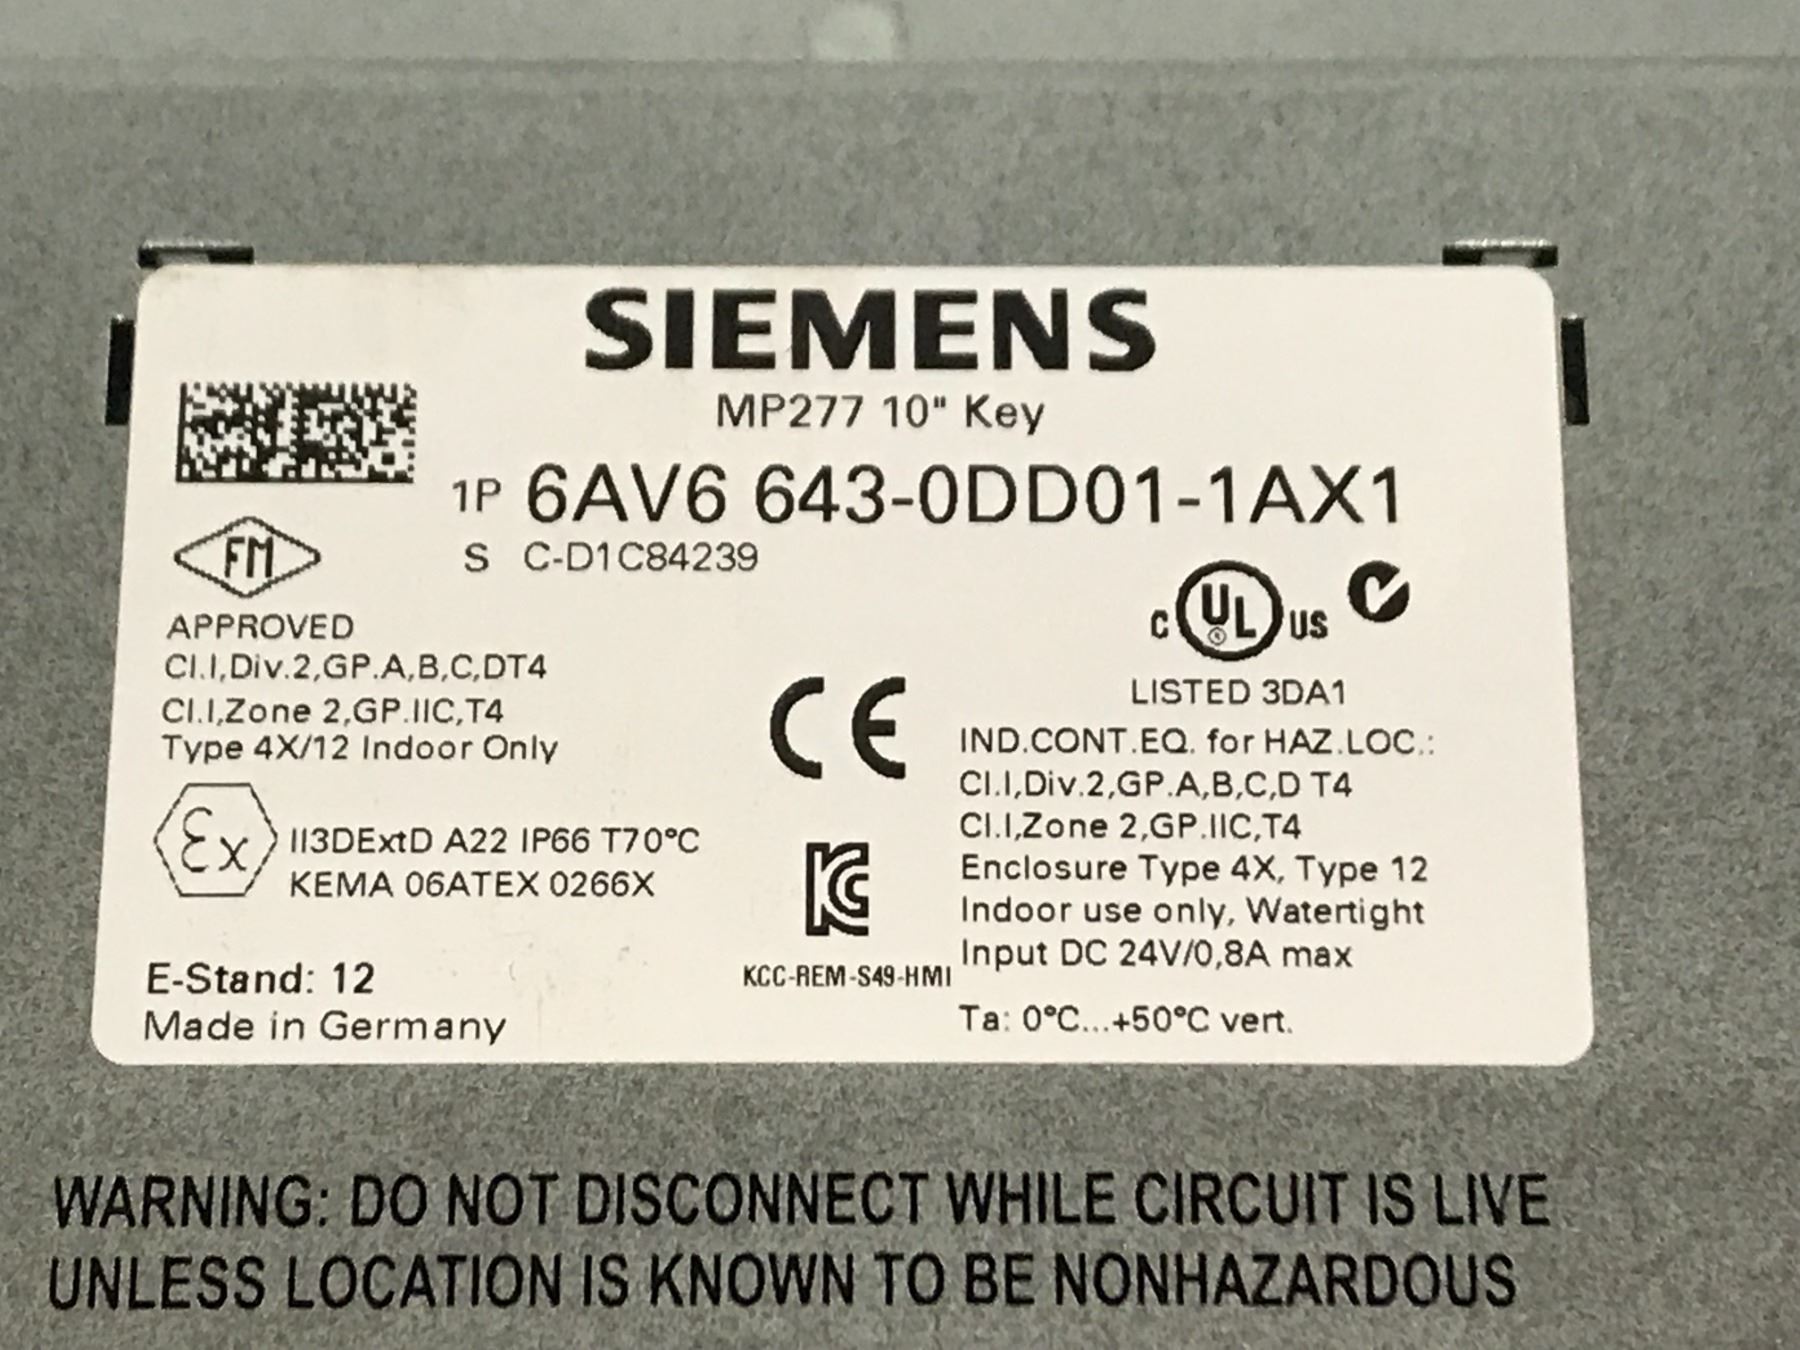 SIEMENS
MP277 10" Key
1P 6AV6 643-0DD01-1AX1
S C-D1C84239
FM
APPROVED
Cl.I,Div.2,GP.A,B,C,DT4
Cl.I,Zone 2,GP.IIC,T4
Type 4X/12 Indoor Only
Ex II3DExtD A22 IP66 T70°C
KEMA 06ATEX 0266X
E-Stand: 12
Made in Germany
CE
KC
KCC-REM-S49-HMI
C UL ® US
LISTED 3DA1
IND.CONT.EQ. for HAZ.LOC.:
Cl.I,Div.2,GP.A,B,C,D T4
Cl.I,Zone 2,GP.IIC,T4
Enclosure Type 4X, Type 12
Indoor use only, Watertight
Input DC 24V/0,8A max
Ta: 0°C...+50°C vert.
WARNING: DO NOT DISCONNECT WHILE CIRCUIT IS LIVE
UNLESS LOCATION IS KNOWN TO BE NONHAZARDOUS